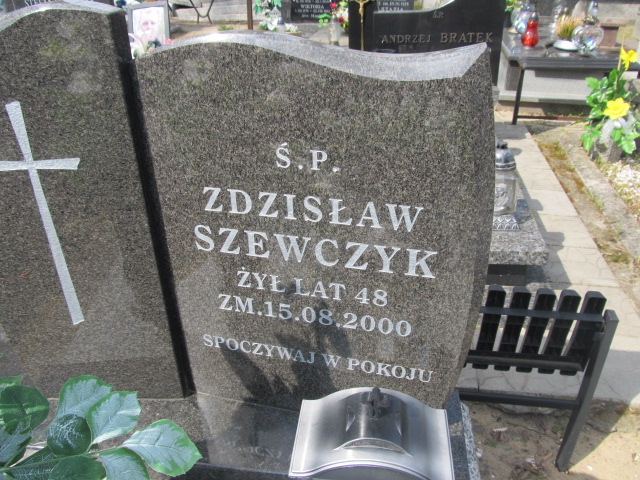 ANDRZEJ BRATEK
Ś.P.
ZDZISŁAW
SZEWCZYK
ŻYŁ LAT 48
ZM.15.08.2000
SPOCZYWAJ W POKOJU